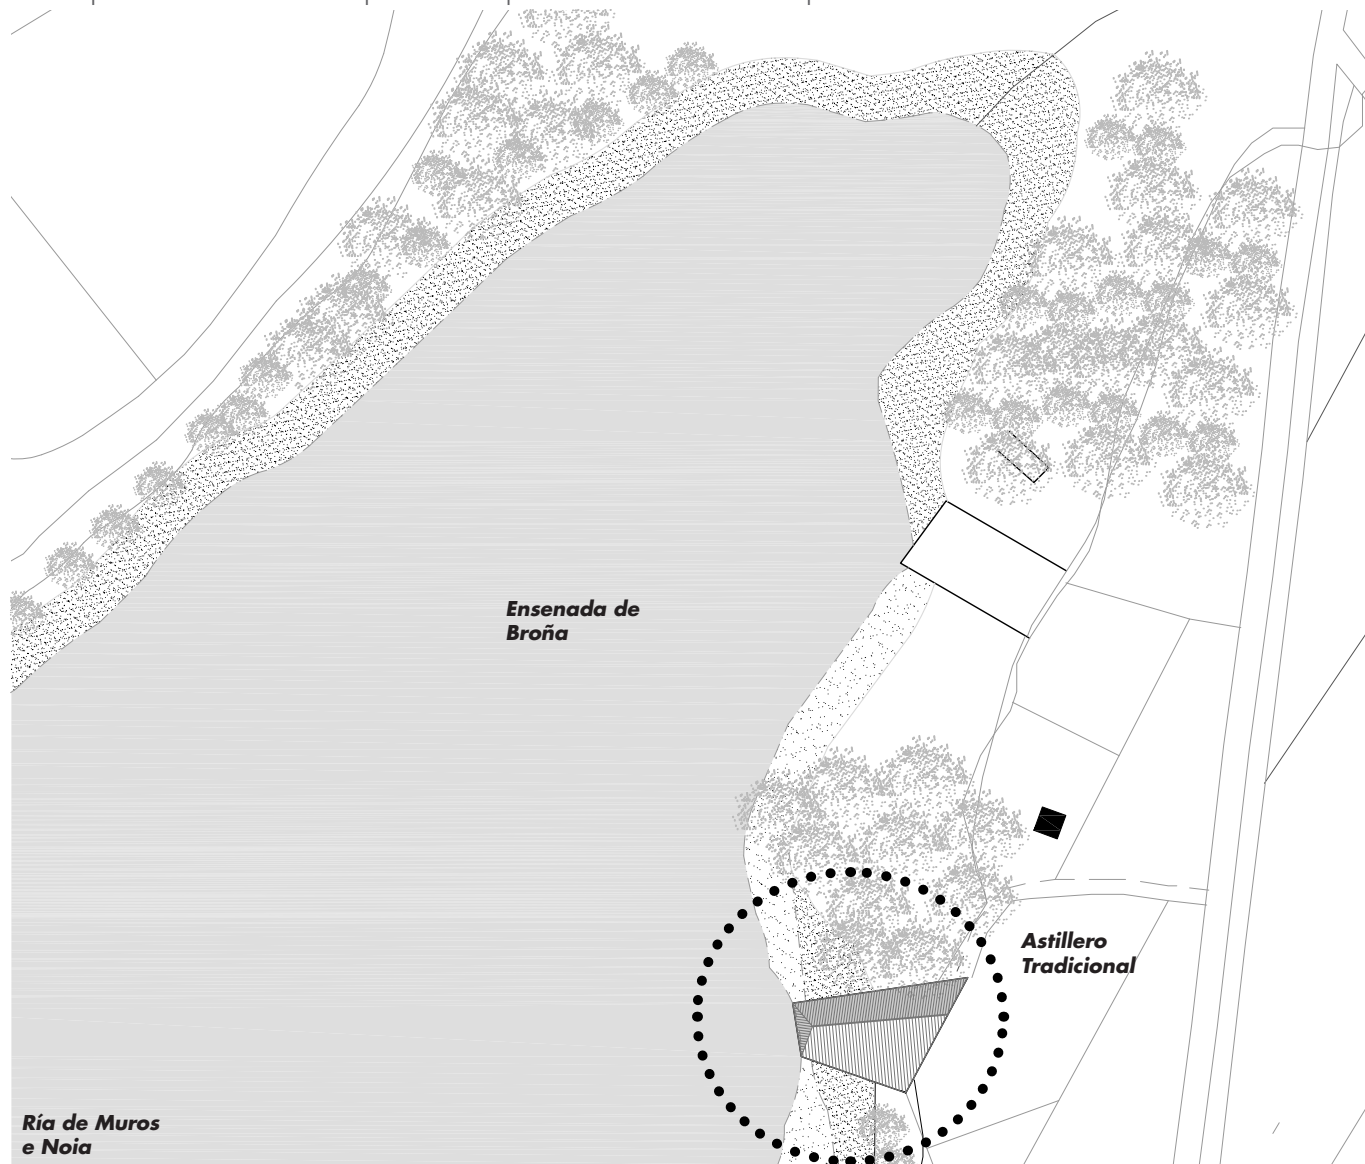 Ensenada de
Broña
Astillero
Tradicional
Ría de Muros
e Noia